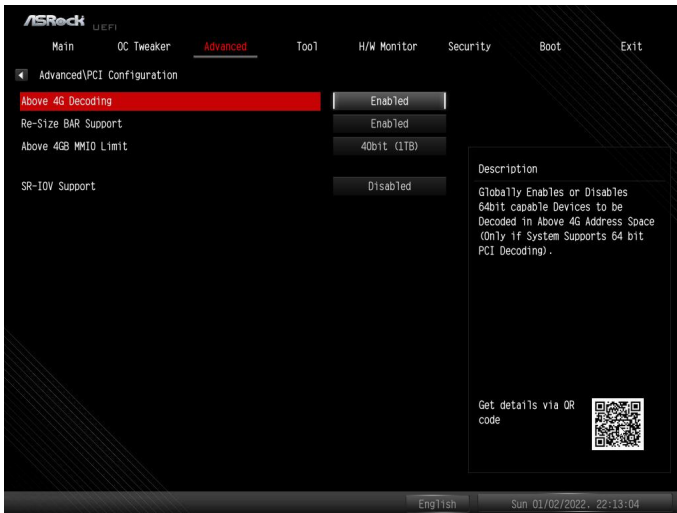 ASRock UEFI
Main OC Tweaker Advanced Tool H/W Monitor Security Boot Exit
Advanced\PCI Configuration
Above 4G Decoding Enabled
Re-Size BAR Support Enabled
Above 4GB MMIO Limit 40bit (1TB)
SR-IOV Support Disabled
Description
Globally Enables or Disables
64bit capable Devices to be
Decoded in Above 4G Address Space
(Only if System Supports 64 bit
PCI Decoding).
Get details via QR
code
English Sun 01/02/2022. 22:13:04